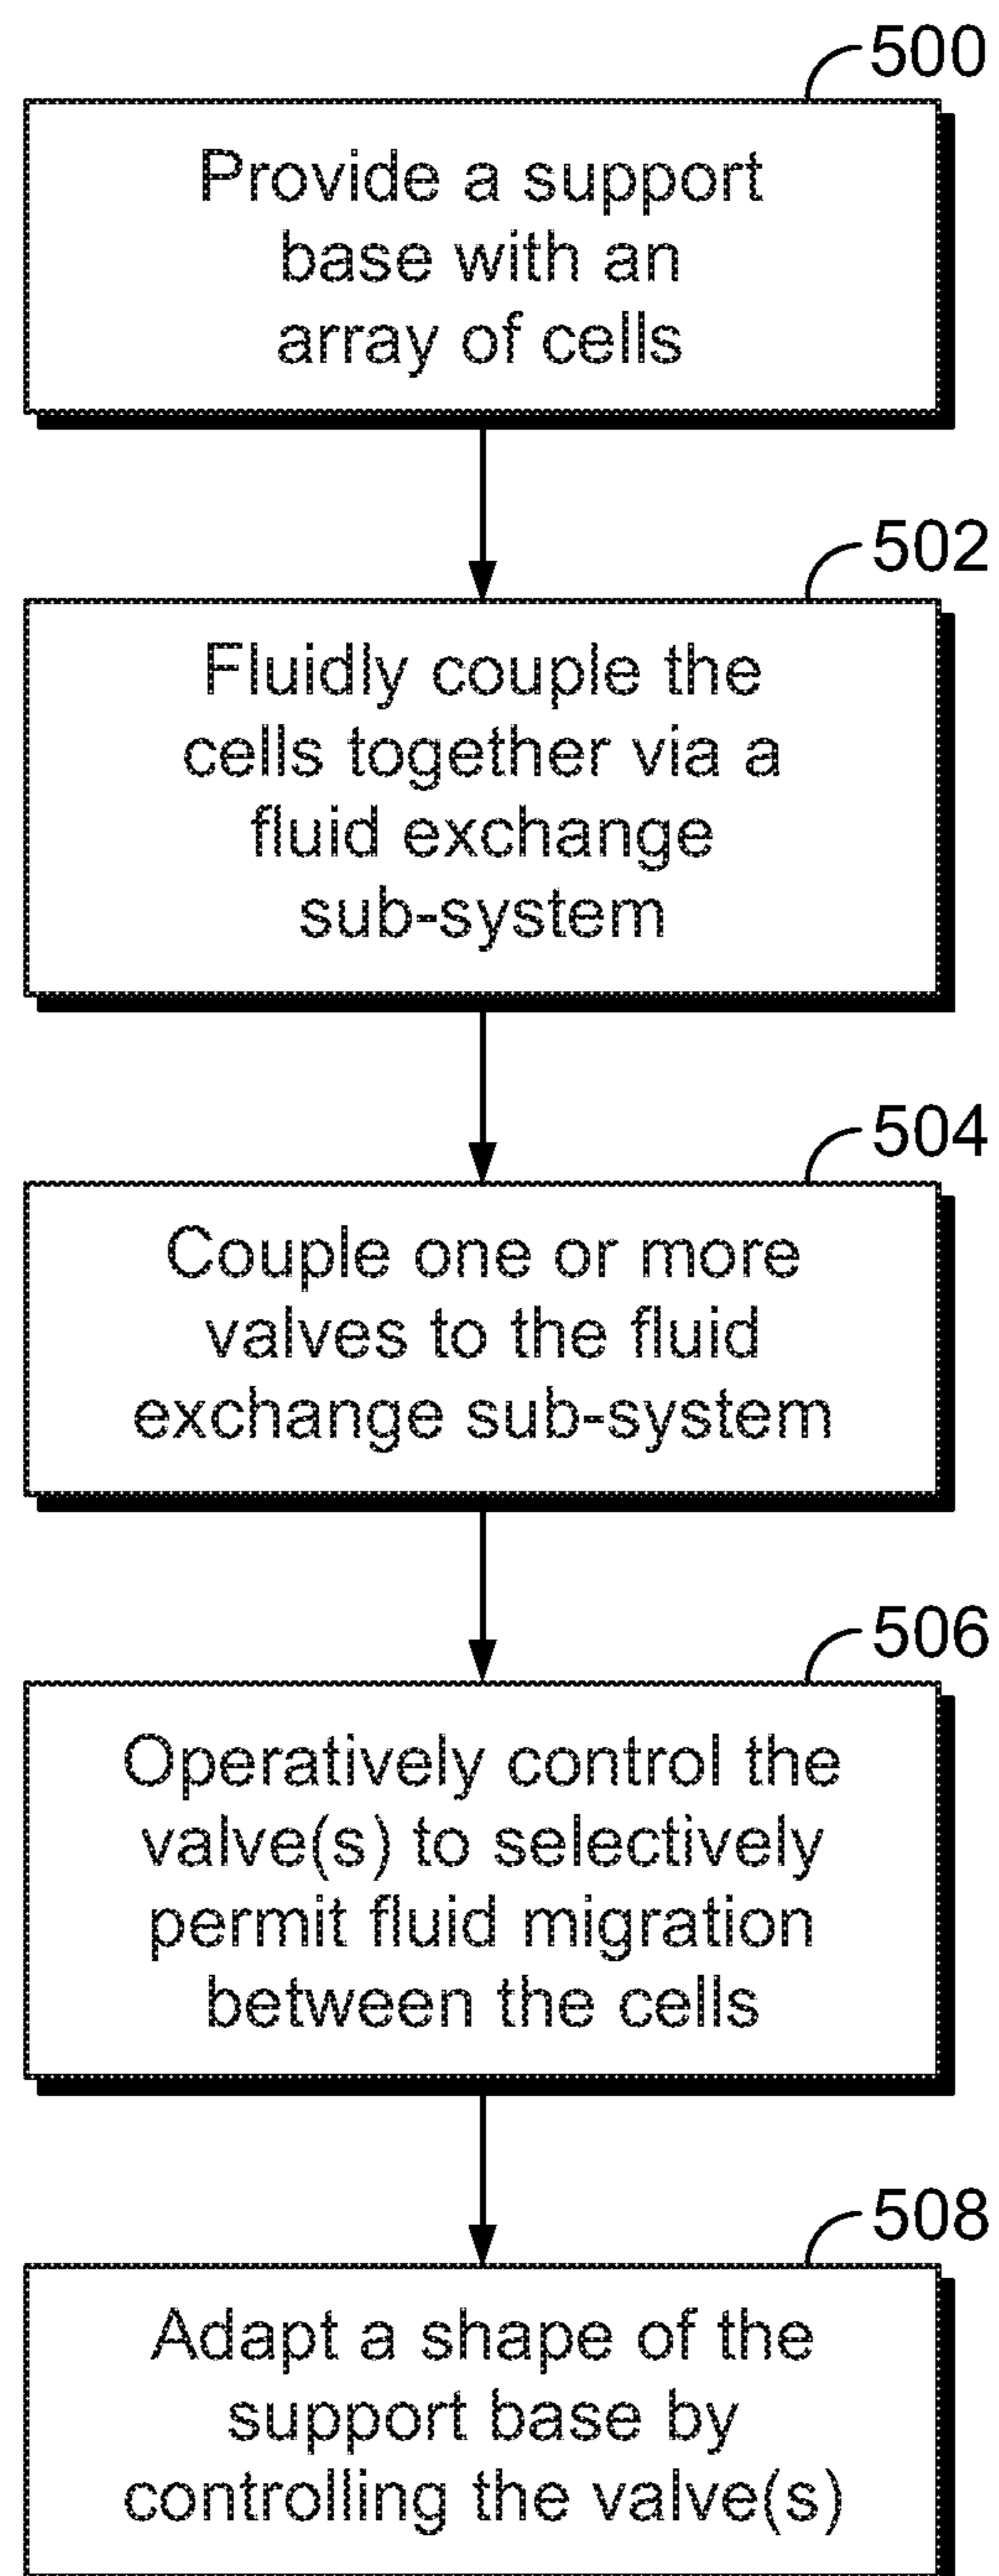 500
Provide a support
base with an
array of cells
502
Fluidly couple the
cells together via a
fluid exchange
sub-system
504
Couple one or more
valves to the fluid
exchange sub-system
506
Operatively control the
valve(s) to selectively
permit fluid migration
between the cells
508
Adapt a shape of the
support base by
controlling the valve(s)